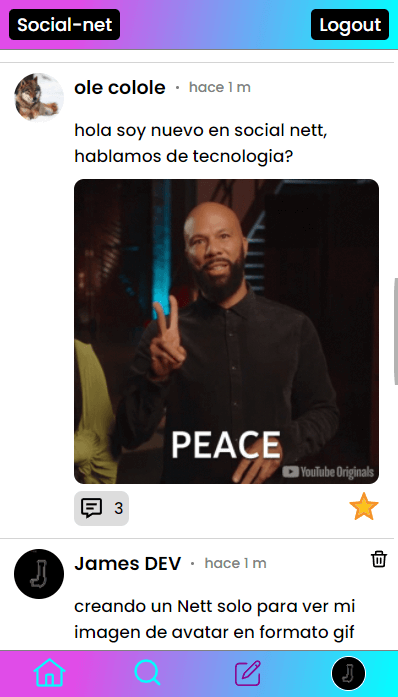 Social-net
Logout
ole colole · hace 1 m
hola soy nuevo en social nett,
hablamos de tecnologia?
PEACE
YouTube Originals
3
James DEV · hace 1 m
creando un Nett solo para ver mi
imagen de avatar en formato gif